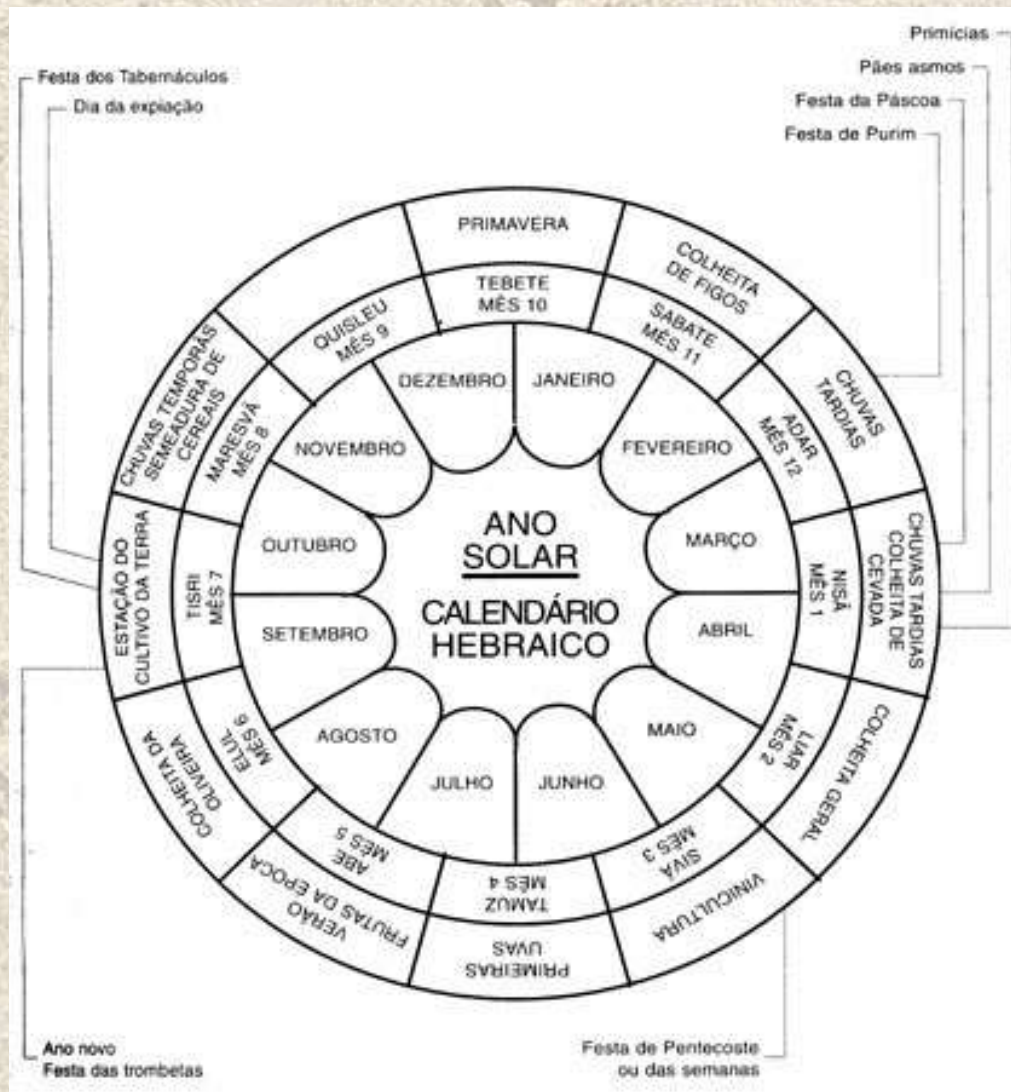 Primícias
Pães asmos
Festa da Páscoa
Festa de Purim
Festa dos Tabernáculos
Dia da expiação
PRIMAVERA
COLHEITA
DE FIGOS
CHUVAS
TARDIAS
CHUVAS TARDIAS
COLHEITA DE
CEVADA
COLHEITA GERAL
VINICULTURA
PRIMEIRAS
UVAS
VERÃO
FRUTAS DA EPOCA
COLHEITA DA
OLIVEIRA
ESTAÇÃO DO
CULTIVO DA TERRA
CHUVAS TEMPORÃS
SEMEADURA DE
CEREAIS
TEBETE
MÊS 10
SABATE
MÊS 11
ADAR
MÊS 12
NISÃ
MÊS 1
LIAR
MÊS 2
SIVÃ
MÊS 3
TAMUZ
MÊS 4
ABE
MÊS 5
ELUL
MÊS 6
TISRI
MÊS 7
MARESVÃ
MÊS 8
QUISLEU
MÊS 9
JANEIRO
FEVEREIRO
MARÇO
ABRIL
MAIO
JUNHO
JULHO
AGOSTO
SETEMBRO
OUTUBRO
NOVEMBRO
DEZEMBRO
ANO
SOLAR
CALENDÁRIO
HEBRAICO
Ano novo
Festa das trombetas
Festa de Pentecoste
ou das semanas